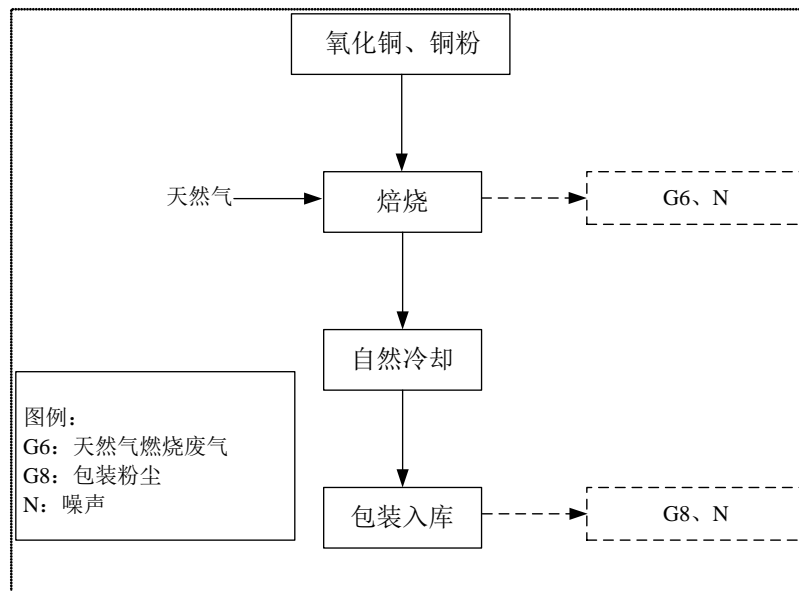 氧化铜、铜粉
天然气
焙烧
G6、N
自然冷却
图例：
G6：天然气燃烧废气
G8：包装粉尘
N：噪声
包装入库
G8、N